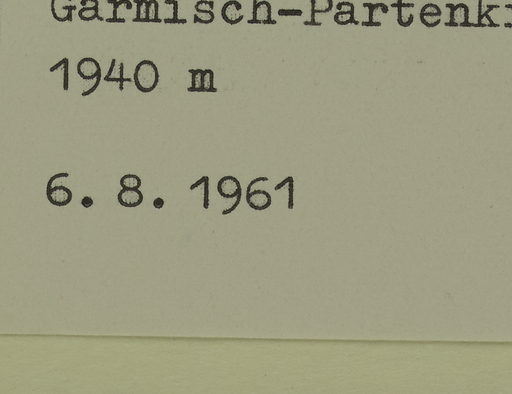 Garmisch-Partenk
1940 m
6. 8. 1961